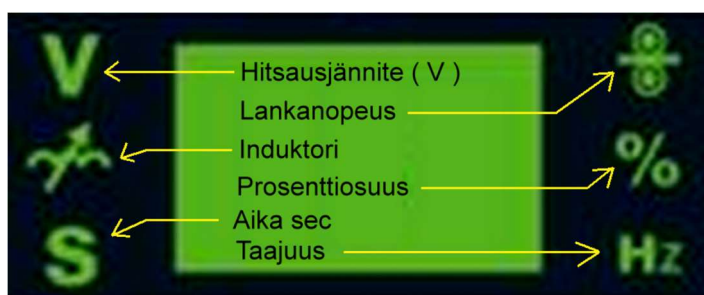 V
Hitsausjännite ( V )
Lankanopeus
Induktori
%
Prosenttiosuus
S
Aika sec
Taajuus
Hz